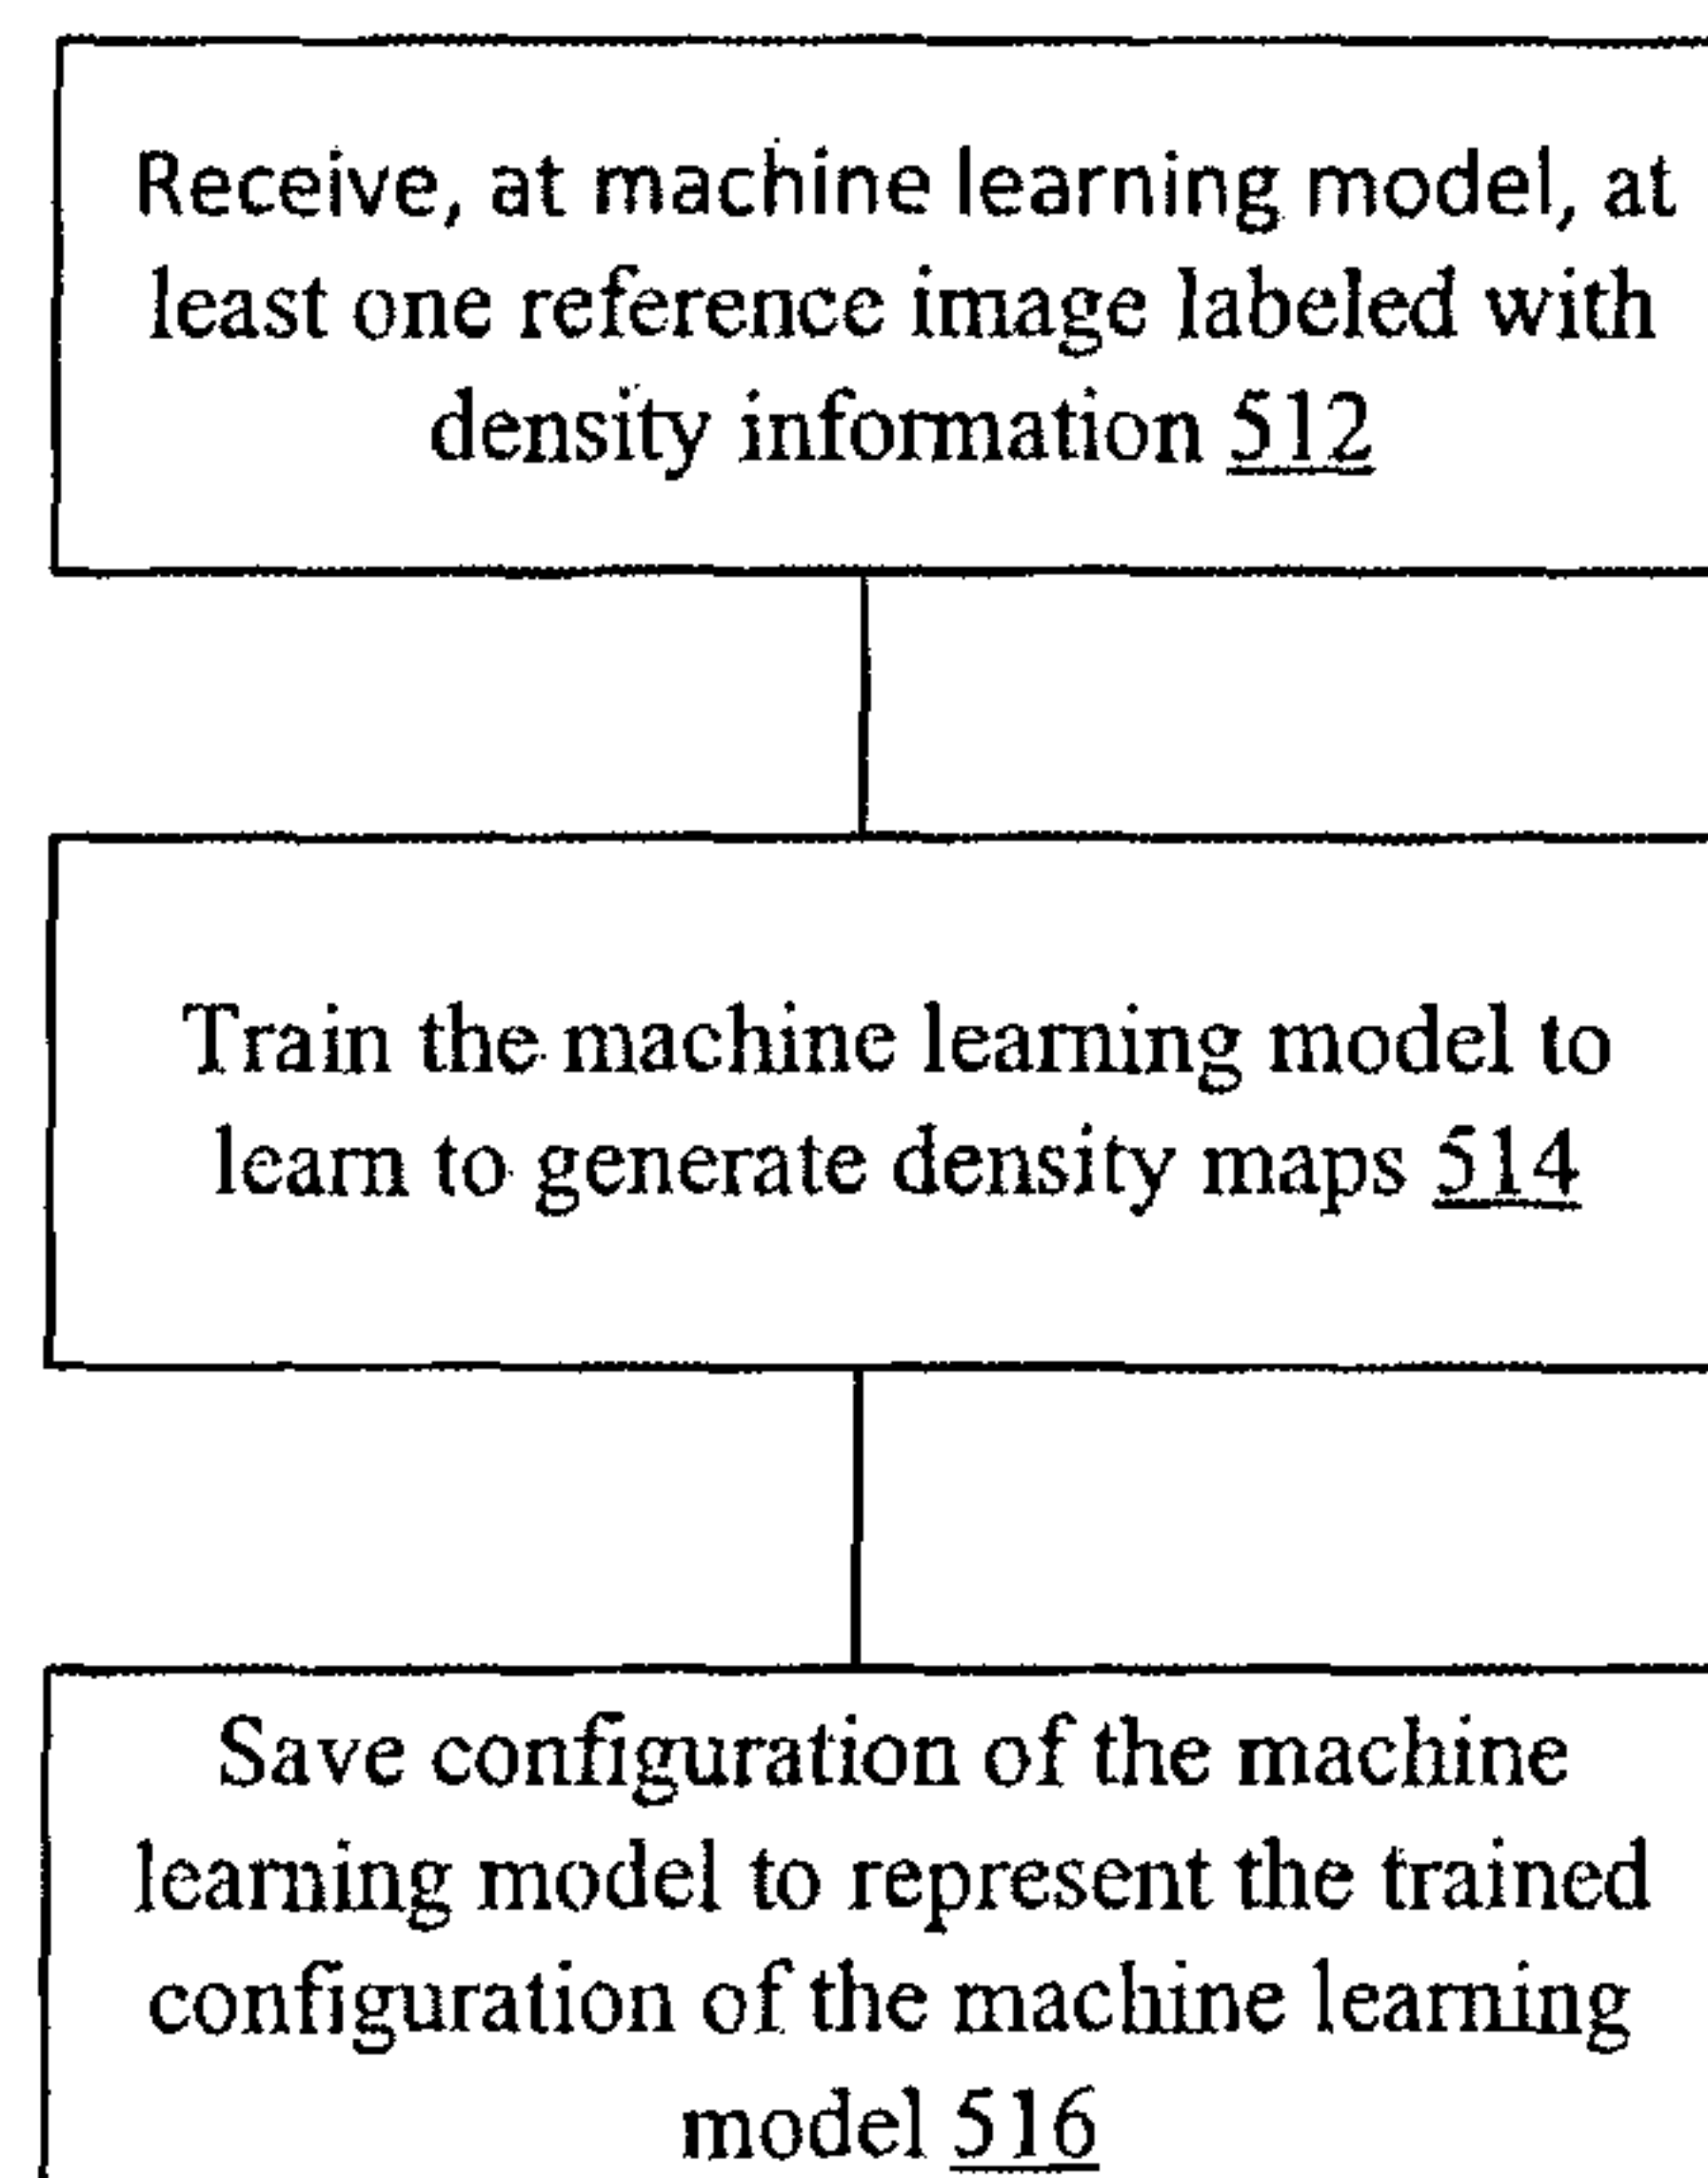 Receive, at machine learning model, at
least one reference image labeled with
density information 512
Train the machine learning model to
learn to generate density maps 514
Save configuration of the machine
learning model to represent the trained
configuration of the machine learning
model 516